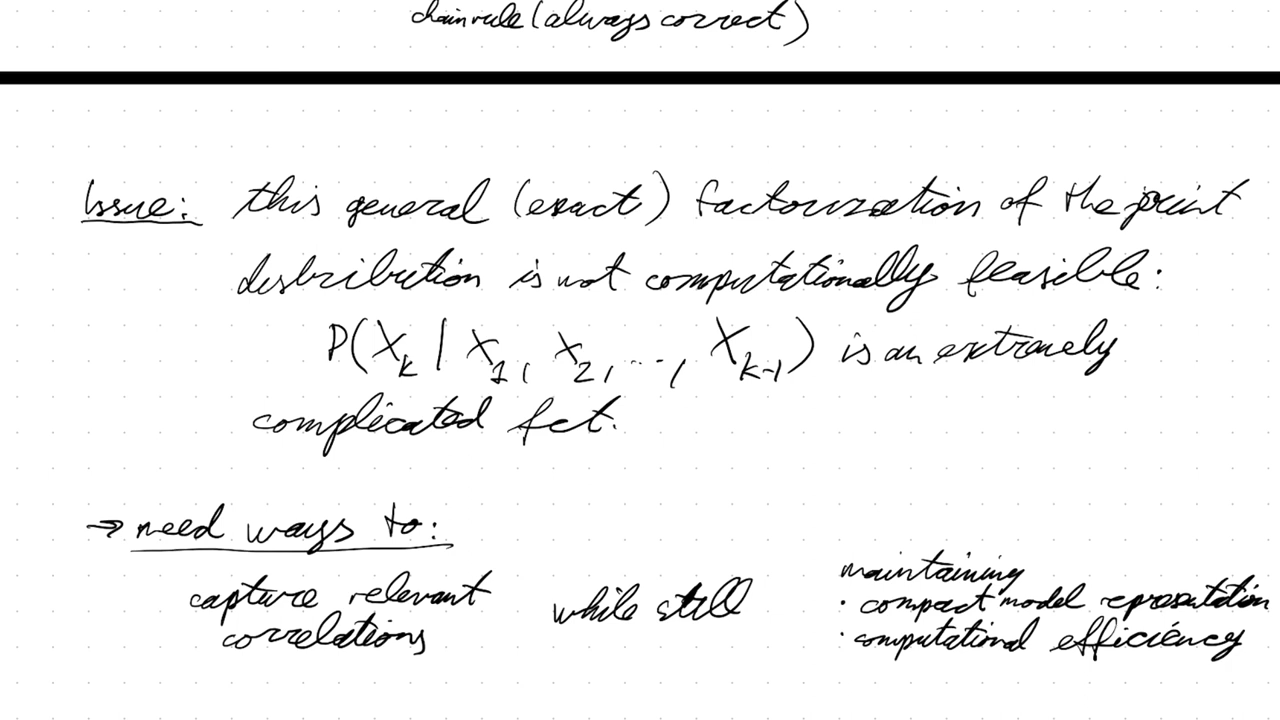 chain rule (always correct)
Issue: this general (exact) factorization of the joint
distribution is not computationally feasible:
P(X_k | X_1, X_2, ..., X_{k-1}) is an extremely
complicated fct.
→ need ways to:
capture relevant
correlations
while still
maintaining
· compact model representation
· computational efficiency